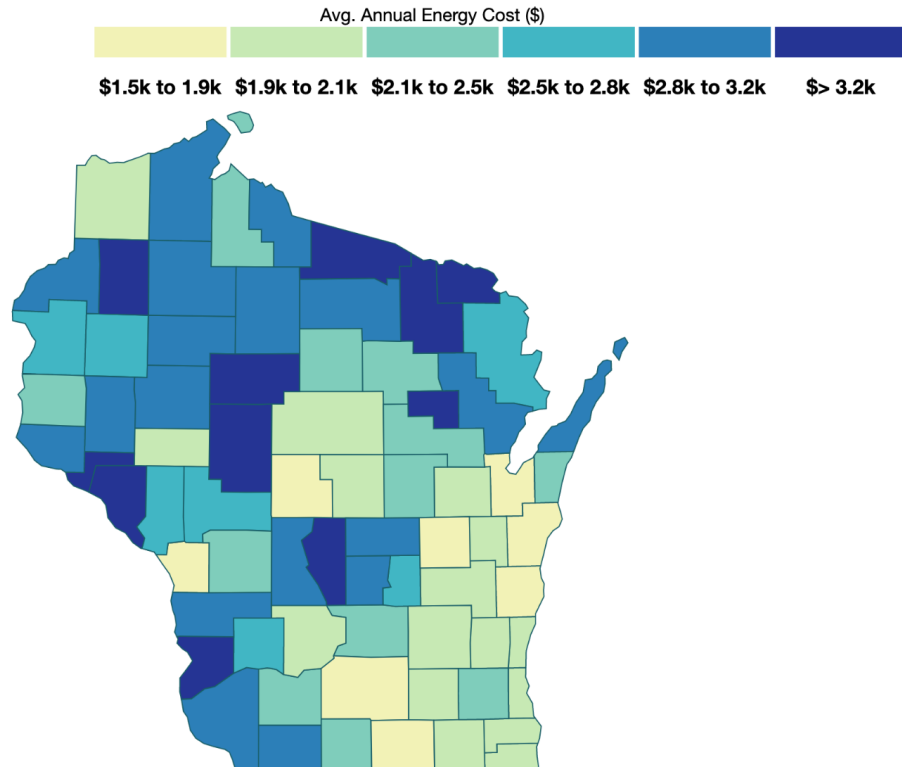 Avg. Annual Energy Cost ($)
$1.5k to 1.9k $1.9k to 2.1k $2.1k to 2.5k $2.5k to 2.8k $2.8k to 3.2k $> 3.2k